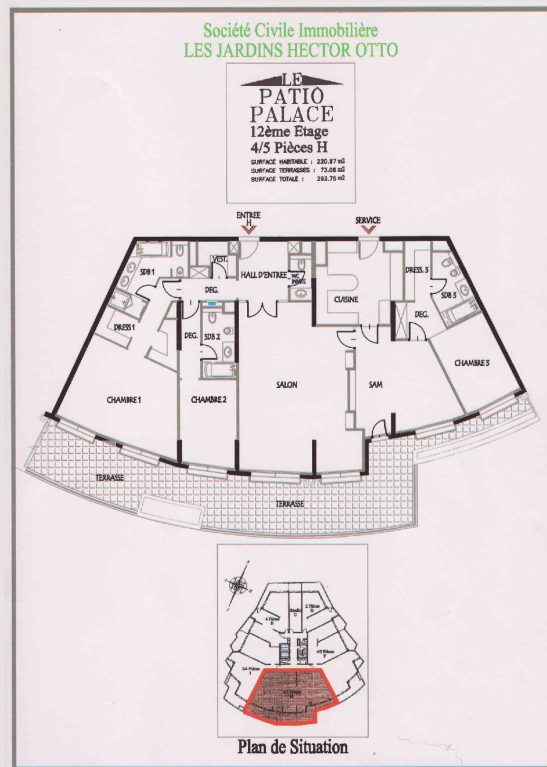 Société Civile Immobilière
LES JARDINS HECTOR OTTO
LE
PATIO
PALACE
12ème Etage
4/5 Pièces H
SURFACE HABITABLE : 220.97 m2
SURFACE TERRASSES : 73.08 m2
SURFACE TOTALE : 293.75 m2
ENTREE
H
SERVICE
SDB 1
VEST.
HALL D'ENTREE
WC
CUISINE
DRESS. 3
SDB 3
DEG.
DEG.
DRESS 1
DEG.
SDB 2
CHAMBRE 1
CHAMBRE 2
SALON
SAM
CHAMBRE 3
TERRASSE
TERRASSE
Plan de Situation